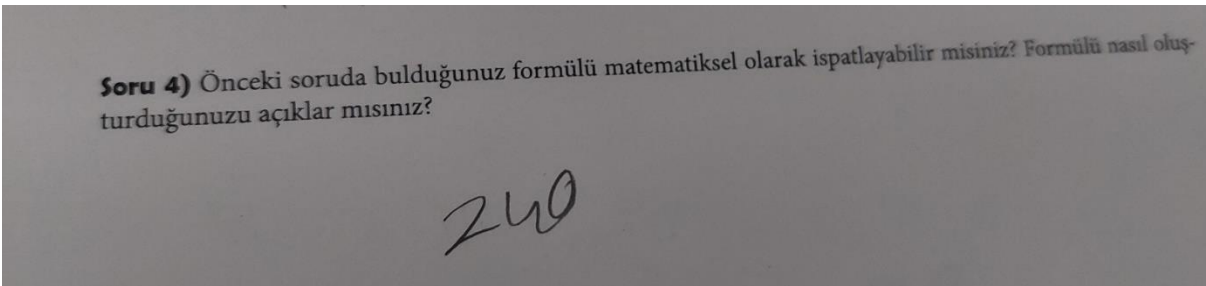 Soru 4) Önceki soruda bulduğunuz formülü matematiksel olarak ispatlayabilir misiniz? Formülü nasıl oluş-
turduğunuzu açıklar mısınız?
240